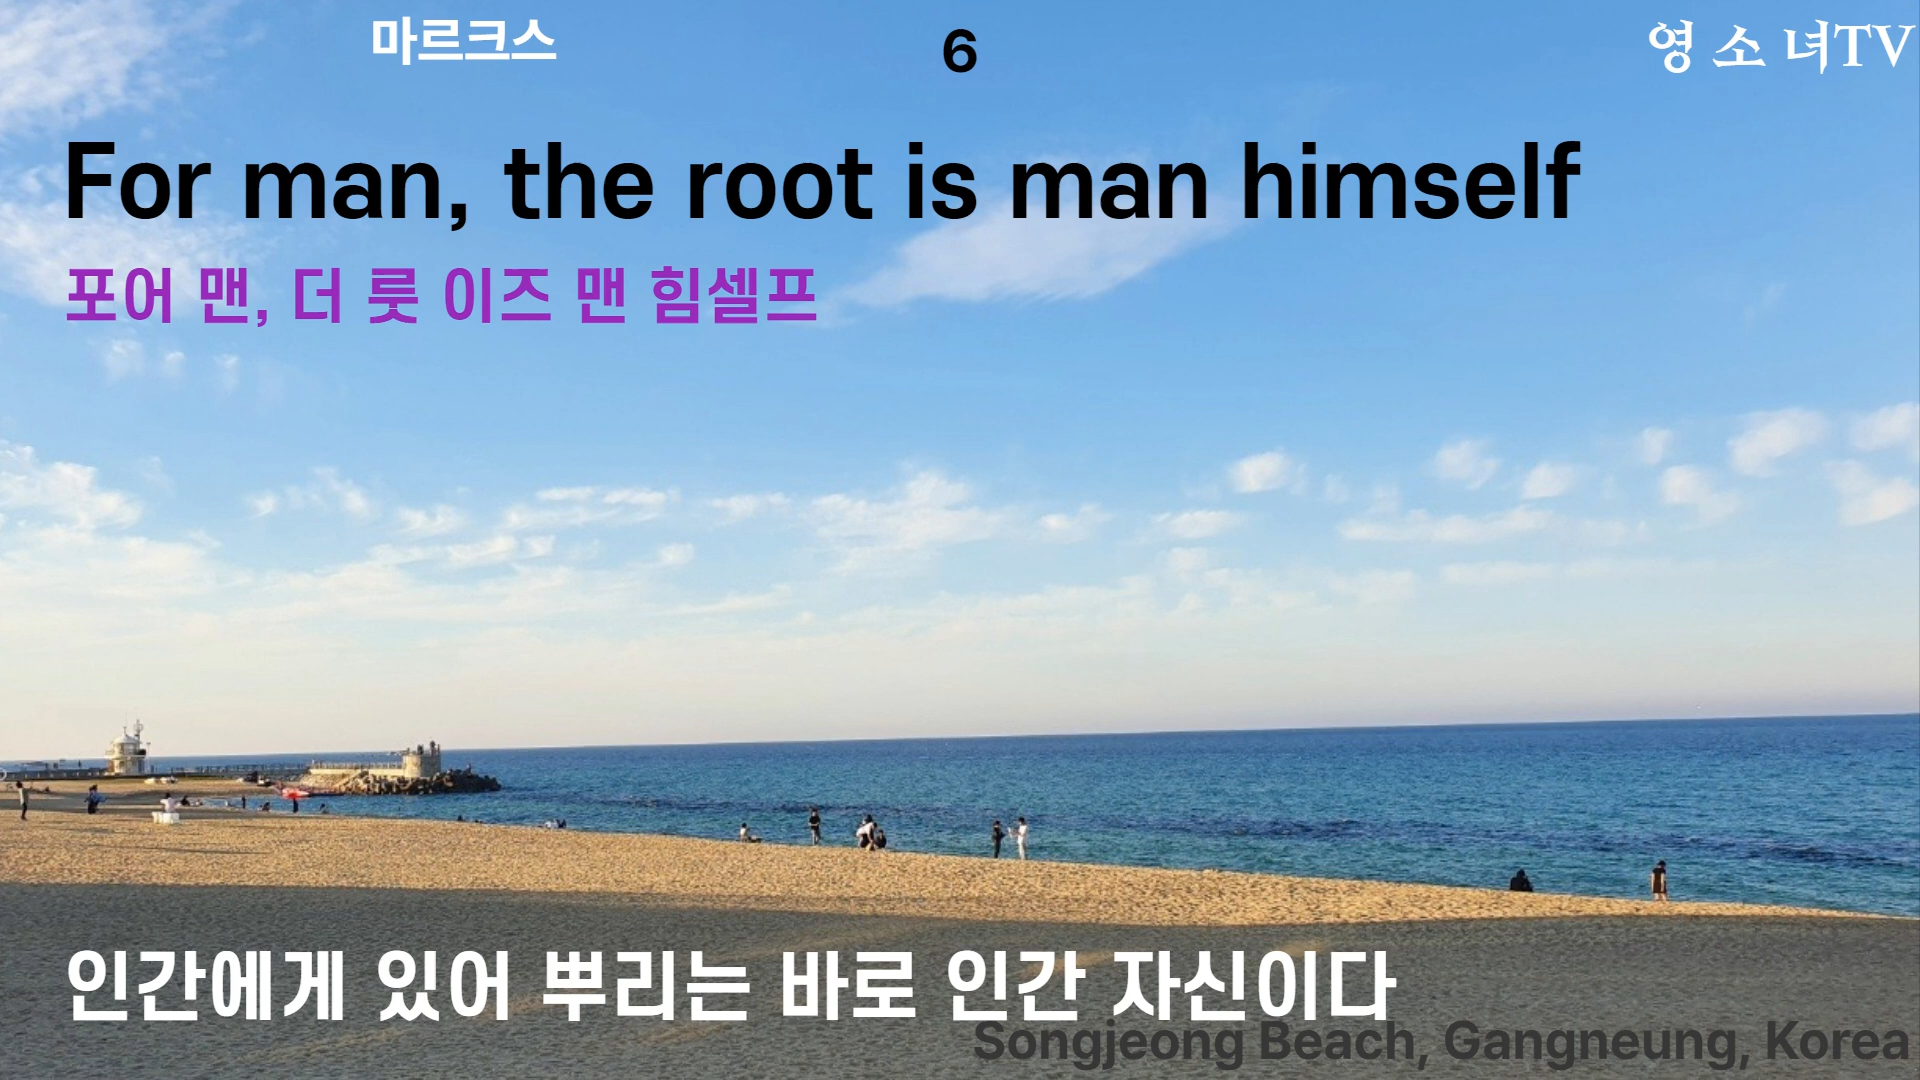 마르크스
6
영 소 녀TV
For man, the root is man himself
포어 맨, 더 룻 이즈 맨 힘셀프
인간에게 있어 뿌리는 바로 인간 자신이다
Songjeong Beach, Gangneung, Korea